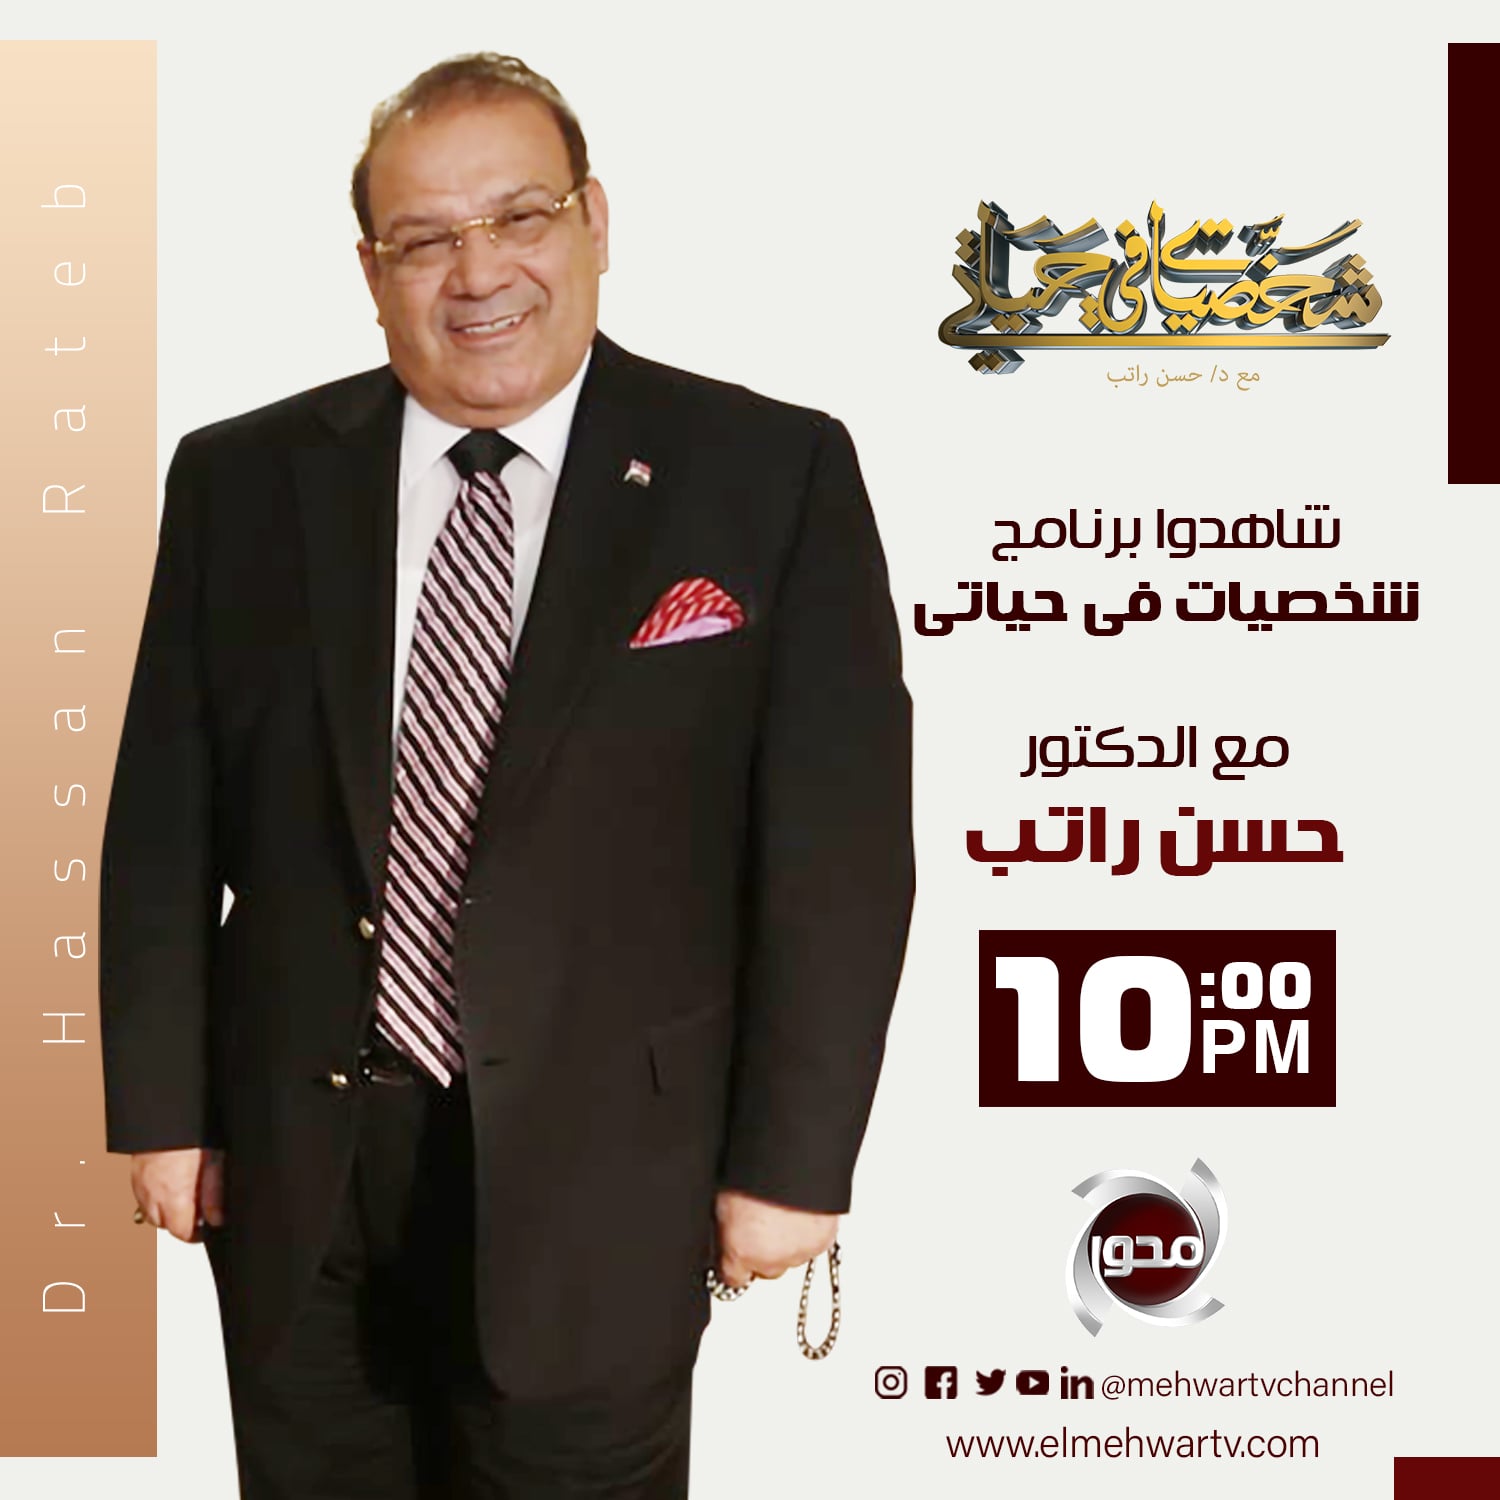 Dr. Hassan Rateb
شخصيات في حياتي
مع د/ حسن راتب
شاهدوا برنامج
شخصيات فى حياتى
مع الدكتور
حسن راتب
10:00 PM
محور
@mehwartvchannel
www.elmehwartv.com